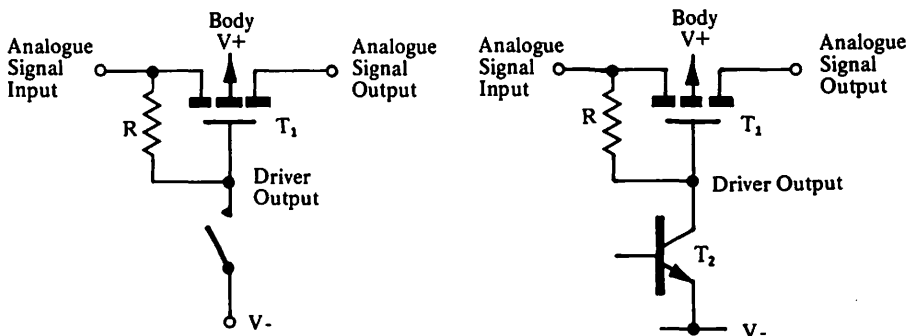 Body
V+
Analogue
Signal
Input
Analogue
Signal
Output
R
T₁
Driver
Output
V-
Body
V+
Analogue
Signal
Input
Analogue
Signal
Output
R
T₁
Driver Output
T₂
V-